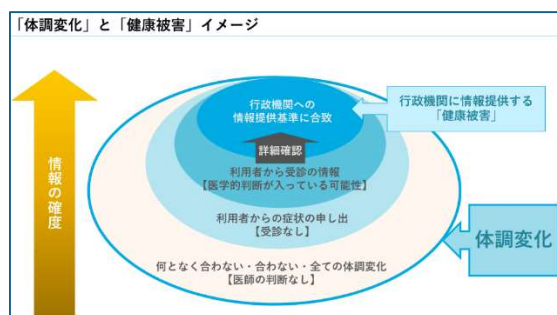 「体調変化」と「健康被害」イメージ
情報の確度
行政機関への
情報提供基準に合致
行政機関に情報提供する
「健康被害」
詳細確認
利用者から受診の情報
【医学的判断が入っている可能性】
利用者からの症状の申し出
【受診なし】
体調変化
何となく合わない・合わない・全ての体調変化
【医師の判断なし】